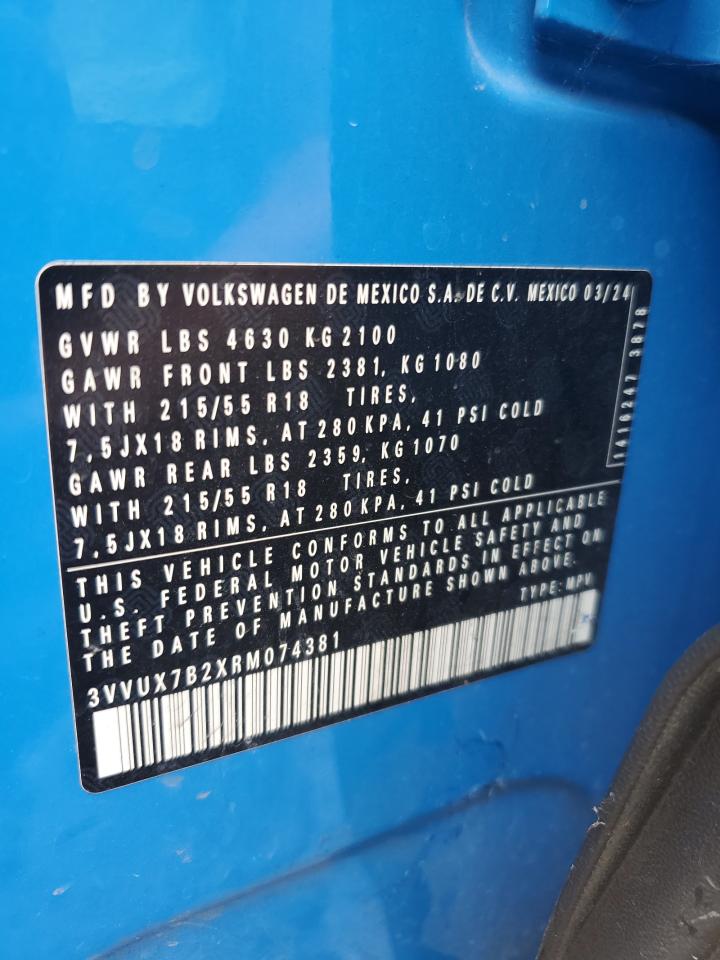 MFD BY VOLKSWAGEN DE MEXICO S.A. DE C.V. MEXICO 03/24
GVWR LBS 4630 KG 2100
GAWR FRONT LBS 2381, KG 1080
WITH 215/55 R18 TIRES,
7,5JX18 RIMS, AT 280 KPA, 41 PSI COLD
GAWR REAR LBS 2359, KG 1070
WITH 215/55 R18 TIRES,
7,5JX18 RIMS, AT 280 KPA, 41 PSI COLD
1416247 3878
THIS VEHICLE CONFORMS TO ALL APPLICABLE
U.S. FEDERAL MOTOR VEHICLE SAFETY AND
THEFT PREVENTION STANDARDS IN EFFECT ON
THE DATE OF MANUFACTURE SHOWN ABOVE.
TYPE: MPV
3VVUX7B2XRM074381